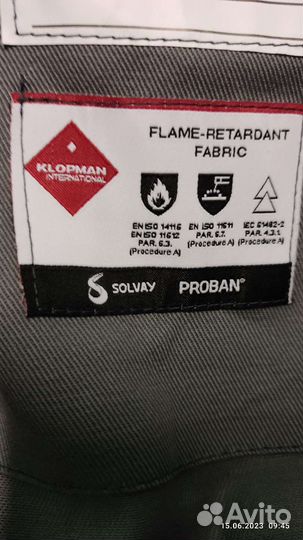 KLOPMAN
INTERNATIONAL
FLAME-RETARDANT
FABRIC
EN ISO 14116
EN ISO 11612
PAR. 6.3.
(Procedure A)
EN ISO 11611
PAR. 6.7.
(Procedure A)
IEC 61482-2
PAR. 4.3.1.
SOLVAY PROBAN®
15.06.2023 09:45
Avito